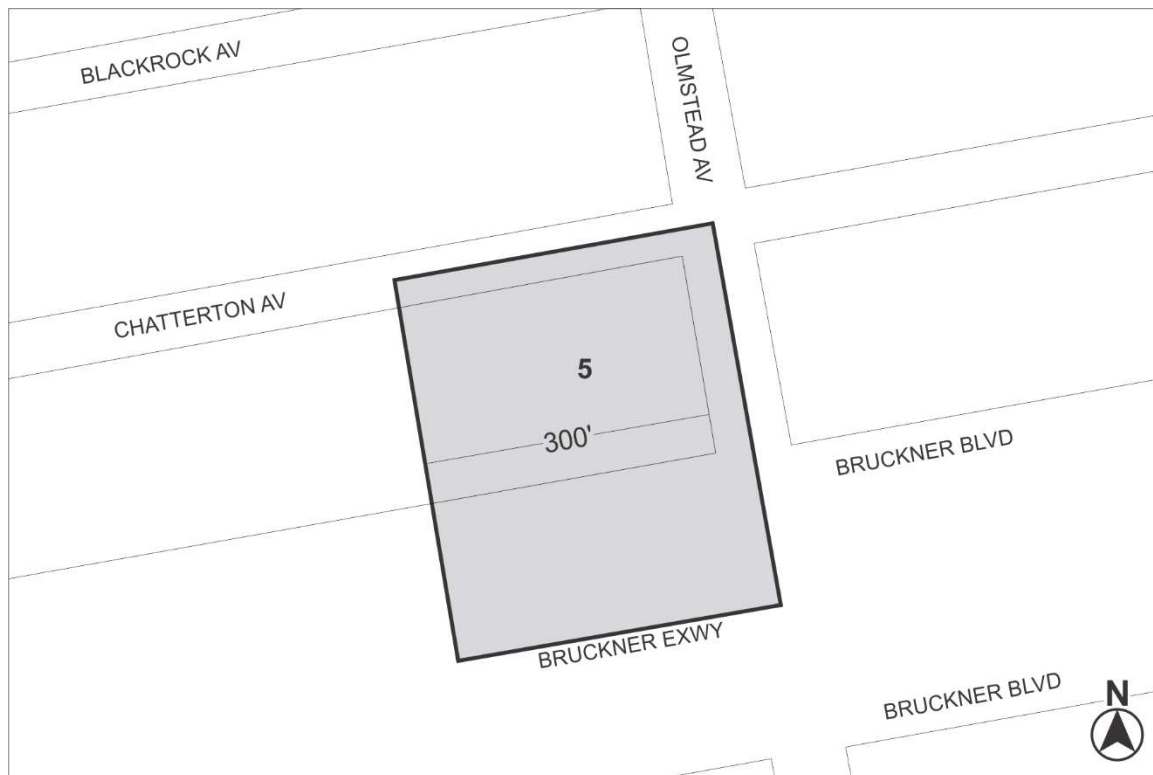 BLACKROCK AV
OLMSTEAD AV
CHATTERTON AV
5
300'
BRUCKNER BLVD
BRUCKNER EXWY
BRUCKNER BLVD
N